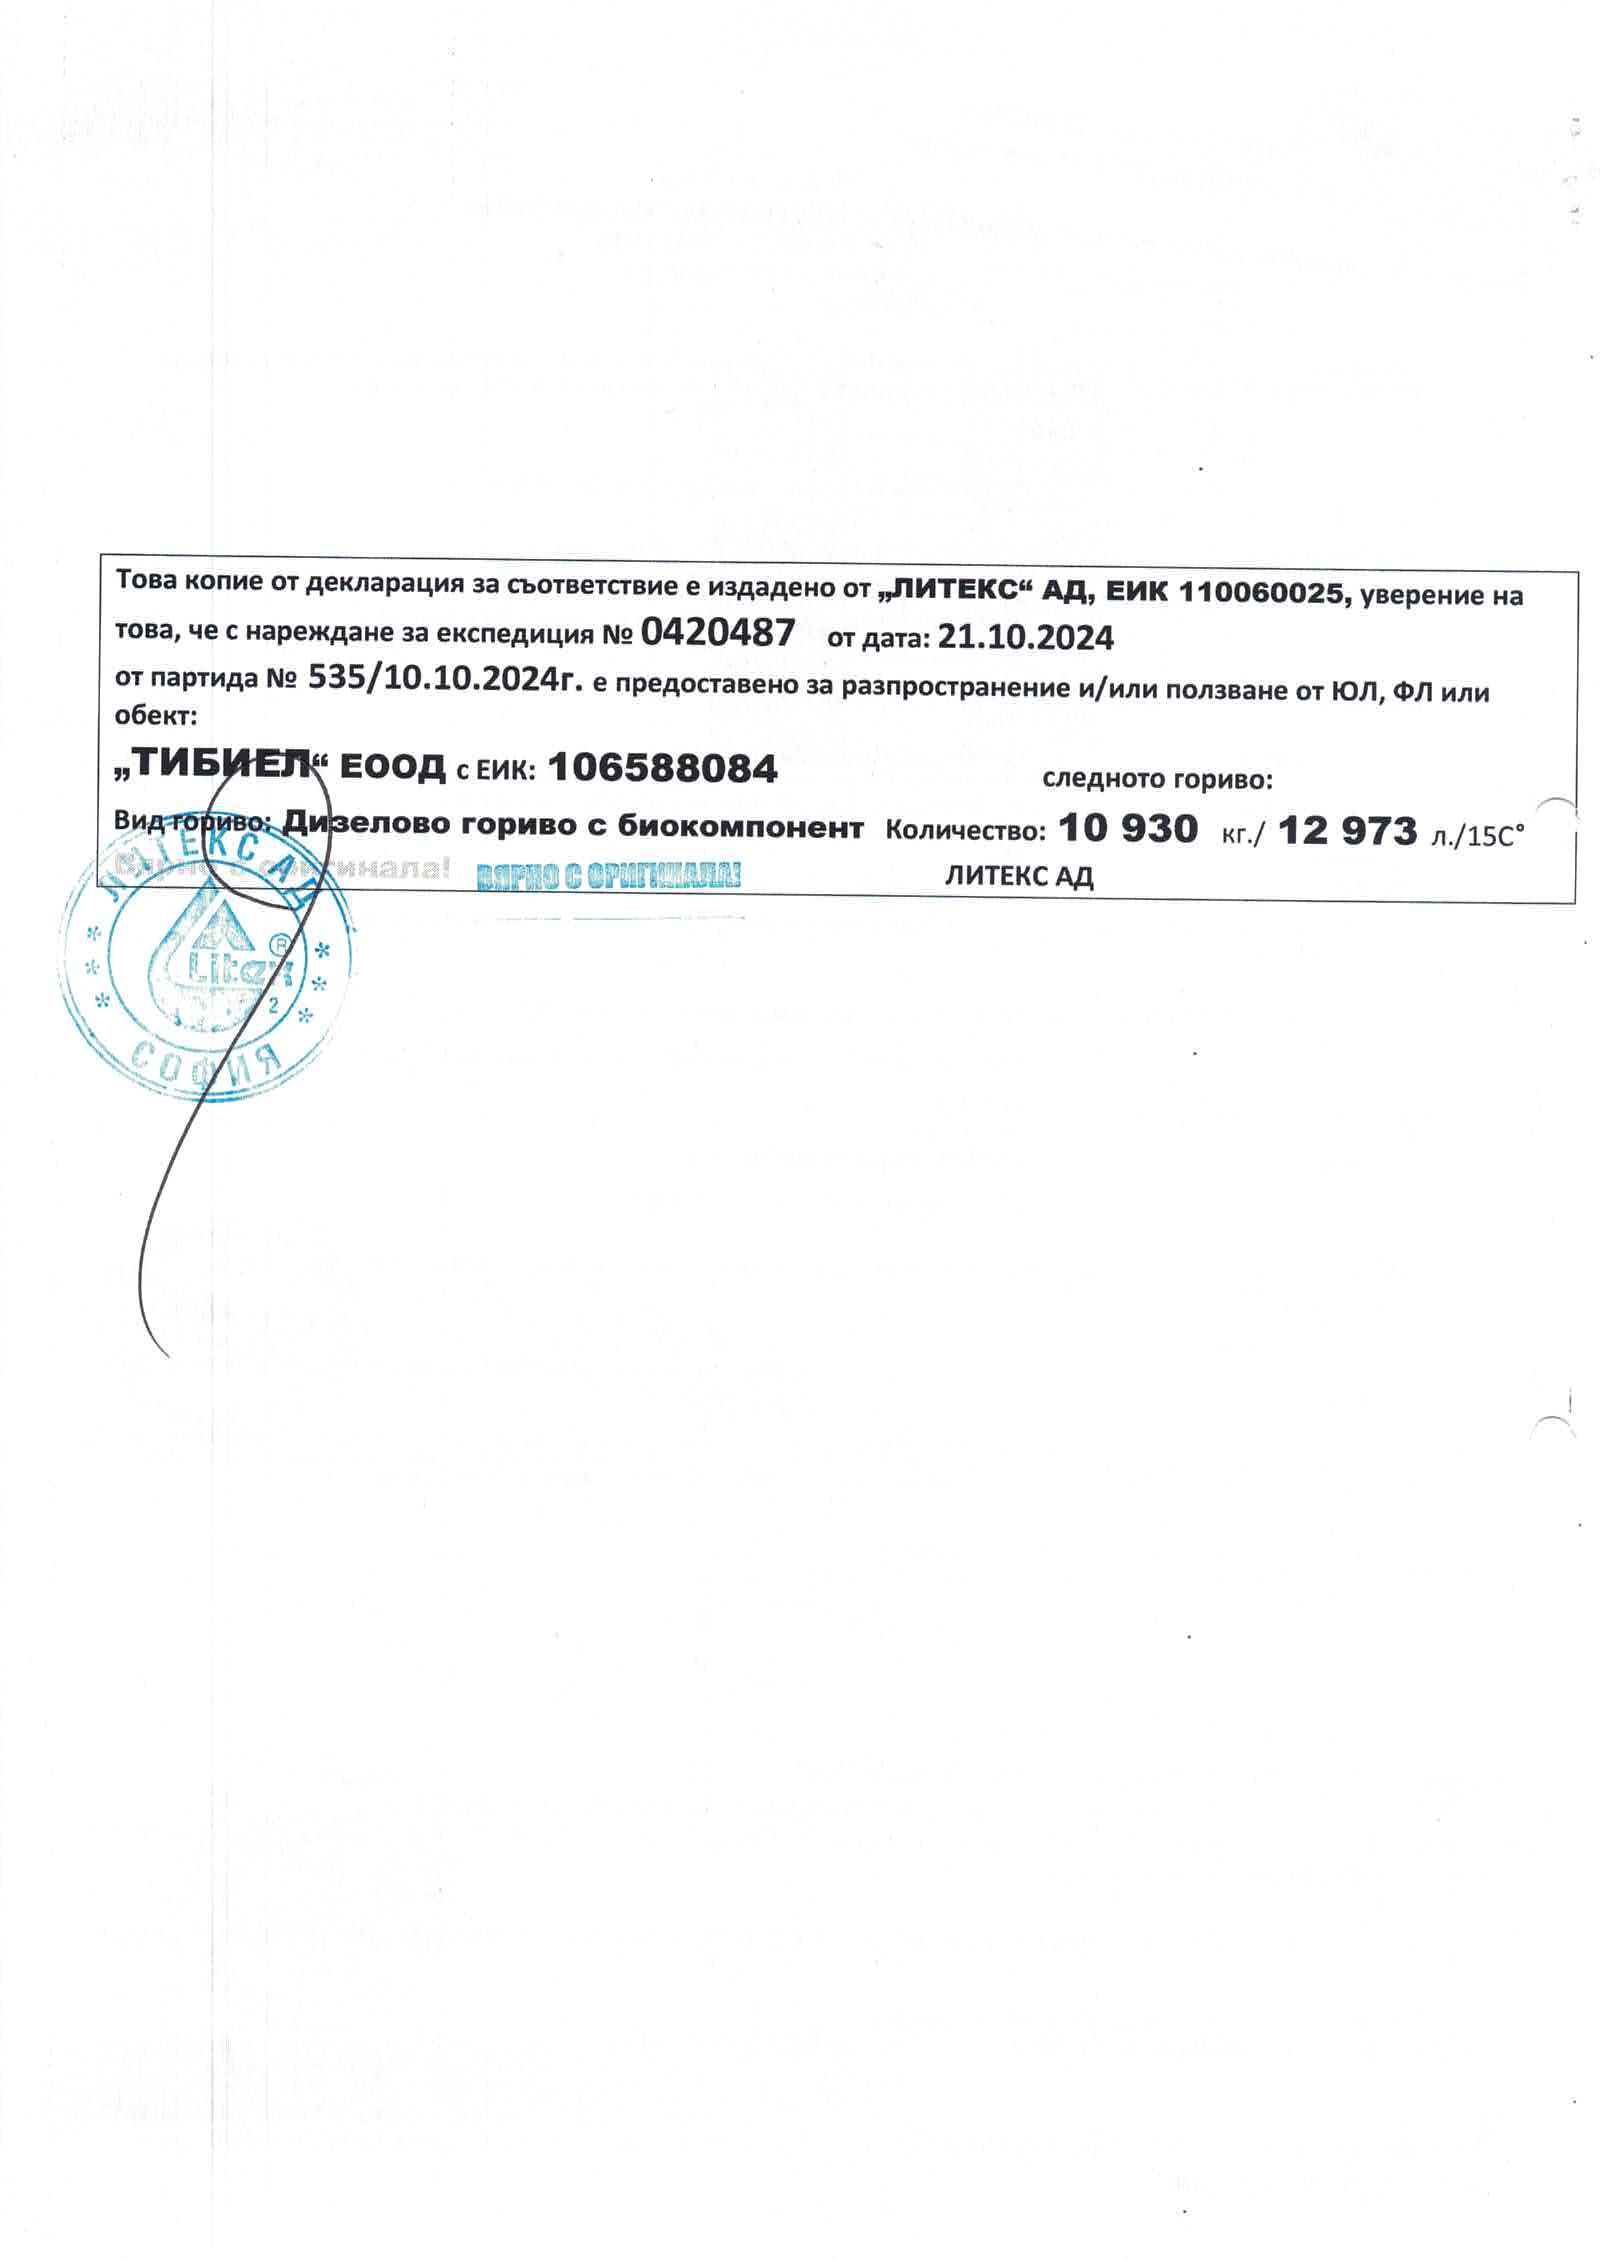 Това копие от декларация за съответствие е издадено от „ЛИТЕКС“ АД, ЕИК 110060025, уверение на
това, че с нареждане за експедиция № 0420487 от дата: 21.10.2024
от партида № 535/10.10.2024г. е предоставено за разпространение и/или ползване от ЮЛ, ФЛ или
обект:
„ТИБИЕЛ“ ЕООД с ЕИК: 106588084 следното гориво:
Вид гориво: Дизелово гориво с биокомпонент Количество: 10 930 кг./ 12 973 л./15С°
Вярно с оригинала! ВЯРНО С ОРИГИНАЛА! ЛИТЕКС АД
ЛИТЕКС АД
Litex ®
2
СОФИЯ